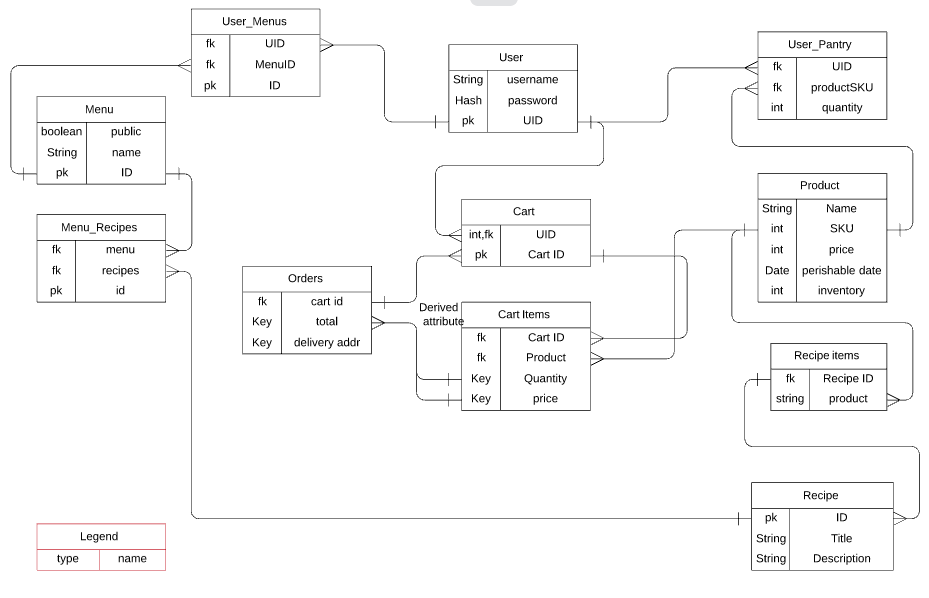 User_Menus
fk UID
fk MenuID
pk ID
User
String username
Hash password
pk UID
User_Pantry
fk UID
fk productSKU
int quantity
Menu
boolean public
String name
pk ID
Menu_Recipes
fk menu
fk recipes
pk id
Cart
int,fk UID
pk Cart ID
Product
String Name
int SKU
int price
Date perishable date
int inventory
Orders
fk cart id
Key total
Key delivery addr
Derived
attribute
Cart Items
fk Cart ID
fk Product
Key Quantity
Key price
Recipe items
fk Recipe ID
string product
Recipe
pk ID
String Title
String Description
Legend
type name